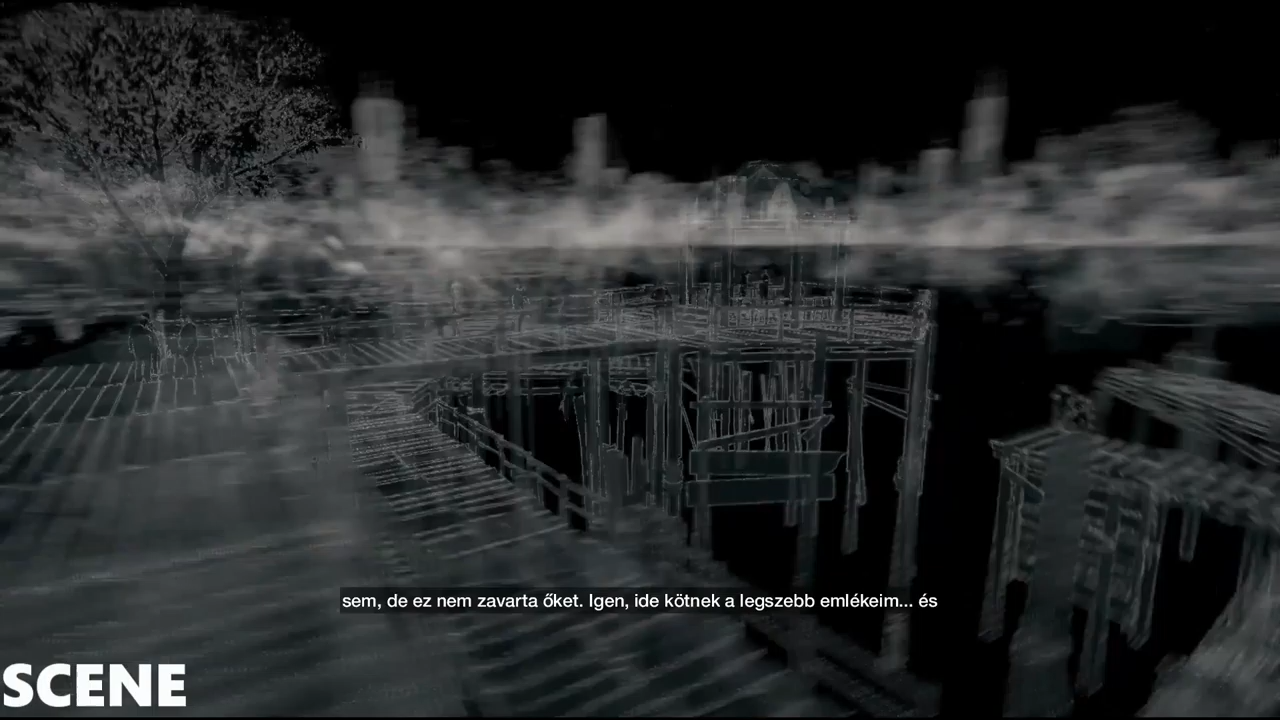 sem, de ez nem zavarta őket. Igen, ide kötnek a legszebb emlékeim... és
SCENE